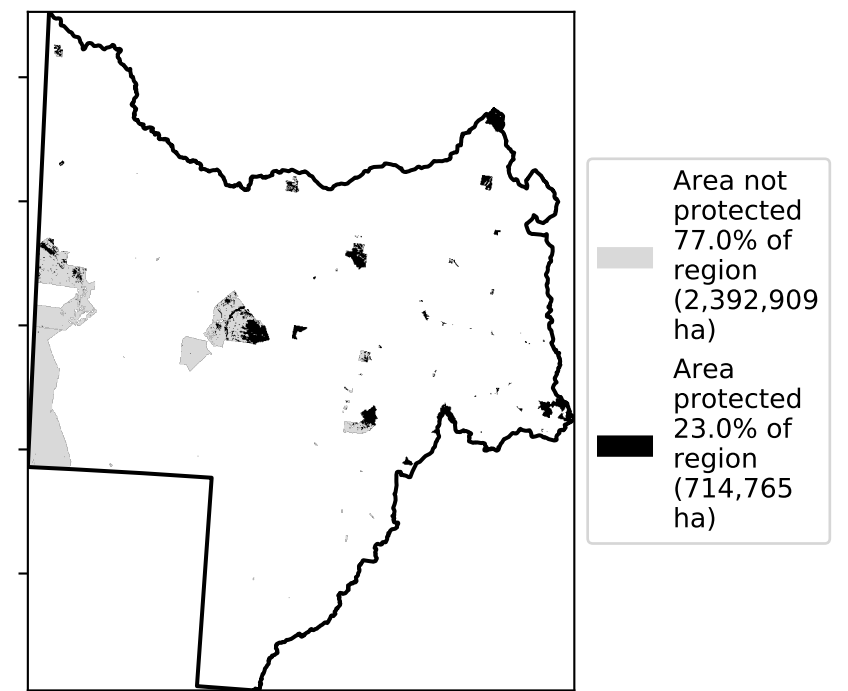 Area not
protected
77.0% of
region
(2,392,909
ha)
Area
protected
23.0% of
region
(714,765
ha)